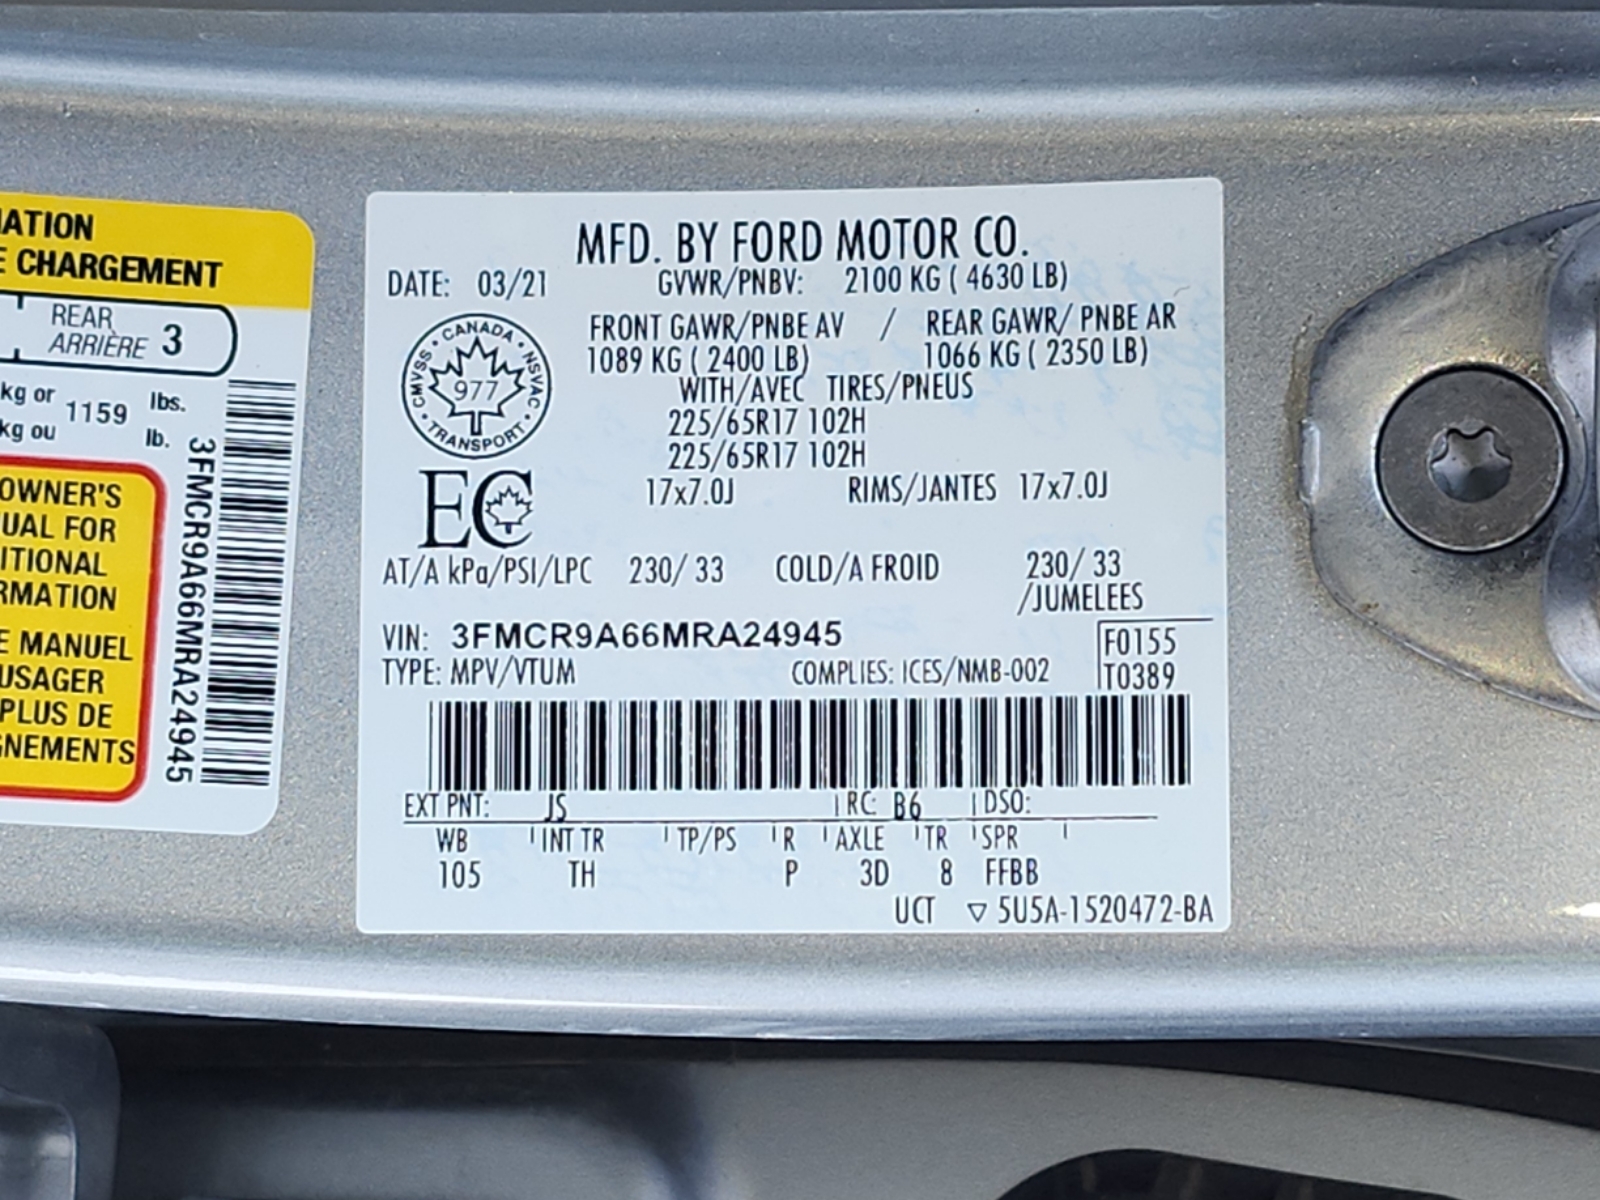 IATION
E CHARGEMENT
REAR
ARRIÈRE 3
kg or 1159 lbs.
kg ou lb.
OWNER'S
UAL FOR
ITIONAL
RMATION
E MANUEL
USAGER
PLUS DE
GNEMENTS
3FMCR9A66MRA24945
MFD. BY FORD MOTOR CO.
DATE: 03/21 GVWR/PNBV: 2100 KG ( 4630 LB)
FRONT GAWR/PNBE AV / REAR GAWR/ PNBE AR
1089 KG ( 2400 LB) 1066 KG ( 2350 LB)
WITH/AVEC TIRES/PNEUS
225/65R17 102H
225/65R17 102H
17x7.0J RIMS/JANTES 17x7.0J
CANADA · NSVAC · TRANSPORT · CMVSS ·
977
EC
AT/A kPa/PSI/LPC 230/ 33 COLD/A FROID 230/ 33
/JUMELEES
VIN: 3FMCR9A66MRA24945 F0155
TYPE: MPV/VTUM COMPLIES: ICES/NMB-002 T0389
EXT PNT: JS RC: B6 DSO:
WB INT TR TP/PS R AXLE TR SPR
105 TH P 3D 8 FFBB
UCT ▽ 5U5A-1520472-BA